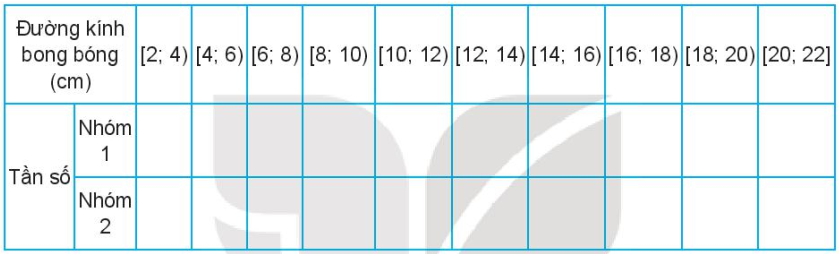 Đường kính
bong bóng
(cm)
[2; 4) [4; 6) [6; 8) [8; 10) [10; 12) [12; 14) [14; 16) [16; 18) [18; 20) [20; 22]
Tần số
Nhóm
1
Nhóm
2